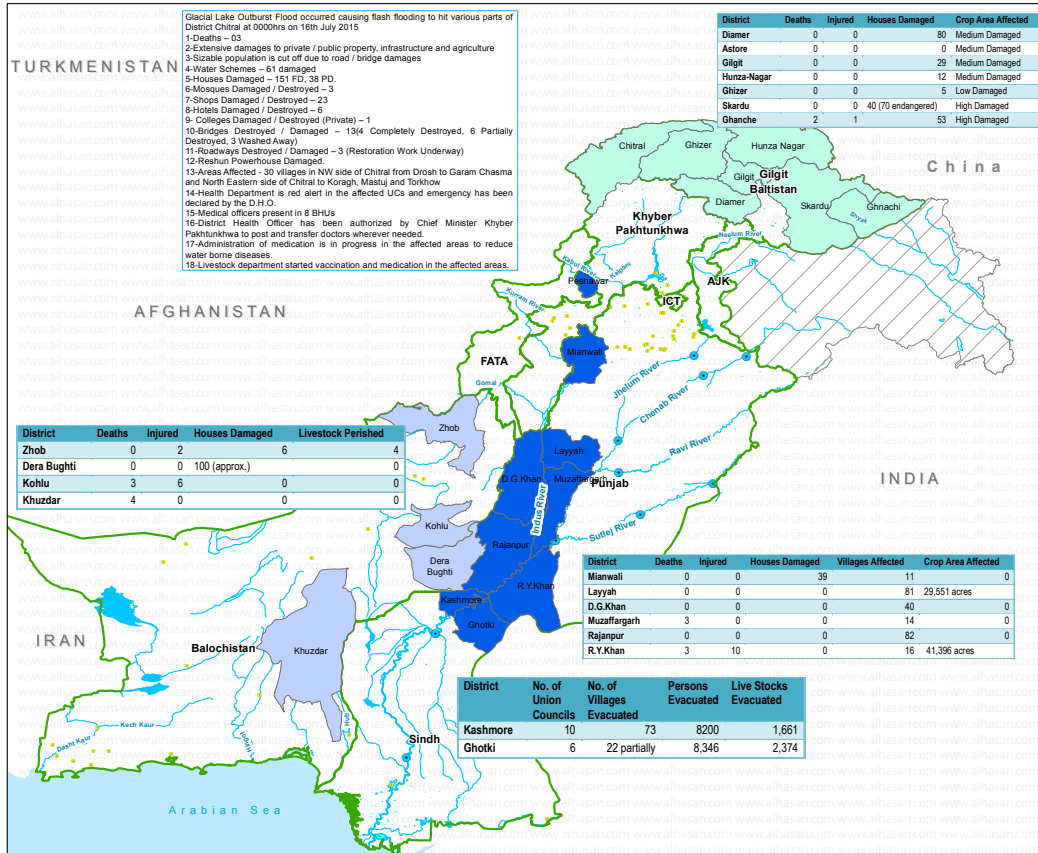 Glacial Lake Outburst Flood occurred causing flash flooding to hit various parts of
District Chitral at 0000hrs on 16th July 2015
1-Deaths – 03
2-Extensive damages to private / public property, infrastructure and agriculture
3-Sizable population is cut off due to road / bridge damages
4-Water Schemes – 61 damaged
5-Houses Damaged – 151 FD, 38 PD.
6-Mosques Damaged / Destroyed – 3
7-Shops Damaged / Destroyed – 23
8-Hotels Damaged / Destroyed – 6
9- Colleges Damaged / Destroyed (Private) – 1
10-Bridges Destroyed / Damaged – 13(4 Completely Destroyed, 6 Partially
Destroyed, 3 Washed Away)
11-Roadways Destroyed / Damaged – 3 (Restoration Work Underway)
12-Reshun Powerhouse Damaged.
13-Areas Affected - 30 villages in NW side of Chitral from Drosh to Garam Chasma
and North Eastern side of Chitral to Koragh, Mastuj and Torkhow
14-Health Department is red alert in the affected UCs and emergency has been
declared by the D.H.O.
15-Medical officers present in 8 BHUs
16-District Health Officer has been authorized by Chief Minister Khyber
Pakhtunkhwa to post and transfer doctors wherever needed.
17-Administration of medication is in progress in the affected areas to reduce
water borne diseases.
18-Livestock department started vaccination and medication in the affected areas.
District Deaths Injured Houses Damaged Crop Area Affected
Diamer 0 0 80 Medium Damaged
Astore 0 0 0 Medium Damaged
Gilgit 0 0 29 Medium Damaged
Hunza-Nagar 0 0 12 Medium Damaged
Ghizer 0 0 5 Low Damaged
Skardu 0 0 40 (70 endangered) High Damaged
Ghanche 2 1 53 High Damaged
TURKMENISTAN
China
Chitral
Ghizer
Hunza Nagar
Gilgit
Gilgit
Baltistan
Diamer
Skardu
Ghnachi
Shyok
Khyber
Pakhtunkhwa
Neelum River
Kabul River
Kalpani
Peshawar
AJK
ICT
Kurram River
AFGHANISTAN
Mianwali
FATA
Gomal
Jhelum River
Chenab River
Ravi River
Sutlej River
Zhob
Layyah
D.G.Khan
Muzaffargarh
Punjab
Indus River
INDIA
District Deaths Injured Houses Damaged Livestock Perished
Zhob 0 2 6 4
Dera Bughti 0 0 100 (approx.) 0
Kohlu 3 6 0 0
Khuzdar 4 0 0 0
Kohlu
Dera
Bughti
Rajanpur
R.Y.Khan
Kashmore
Ghotki
District Deaths Injured Houses Damaged Villages Affected Crop Area Affected
Mianwali 0 0 39 11 0
Layyah 0 0 0 81 29,551 acres
D.G.Khan 0 0 0 40 0
Muzaffargarh 3 0 0 14 0
Rajanpur 0 0 0 82 0
R.Y.Khan 3 10 0 16 41,396 acres
IRAN
Balochistan
Khuzdar
District No. of Union Councils No. of Villages Evacuated Persons Evacuated Live Stocks Evacuated
Kashmore 10 73 8200 1,661
Ghotki 6 22 partially 8,346 2,374
Kech Kaur
Dasht Kaur
Hingol
Hub
Sindh
Arabian Sea
www.alhasan.com